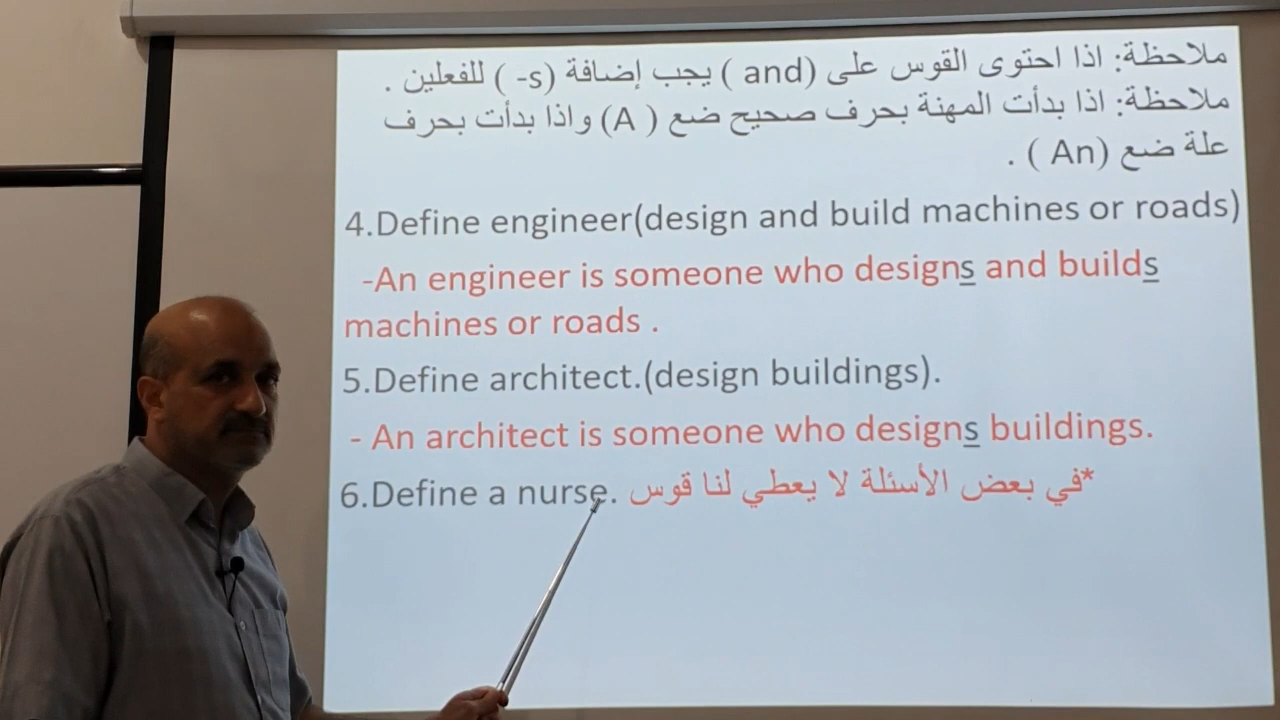 ملاحظة: اذا احتوى القوس على (and ) يجب إضافة (s- ) للفعلين .
ملاحظة: اذا بدأت المهنة بحرف صحيح ضع ( A) واذا بدأت بحرف
علة ضع (An ) .
4.Define engineer(design and build machines or roads)
-An engineer is someone who designs and builds
machines or roads .
5.Define architect.(design buildings).
- An architect is someone who designs buildings.
6.Define a nurse. *في بعض الأسئلة لا يعطي لنا قوس